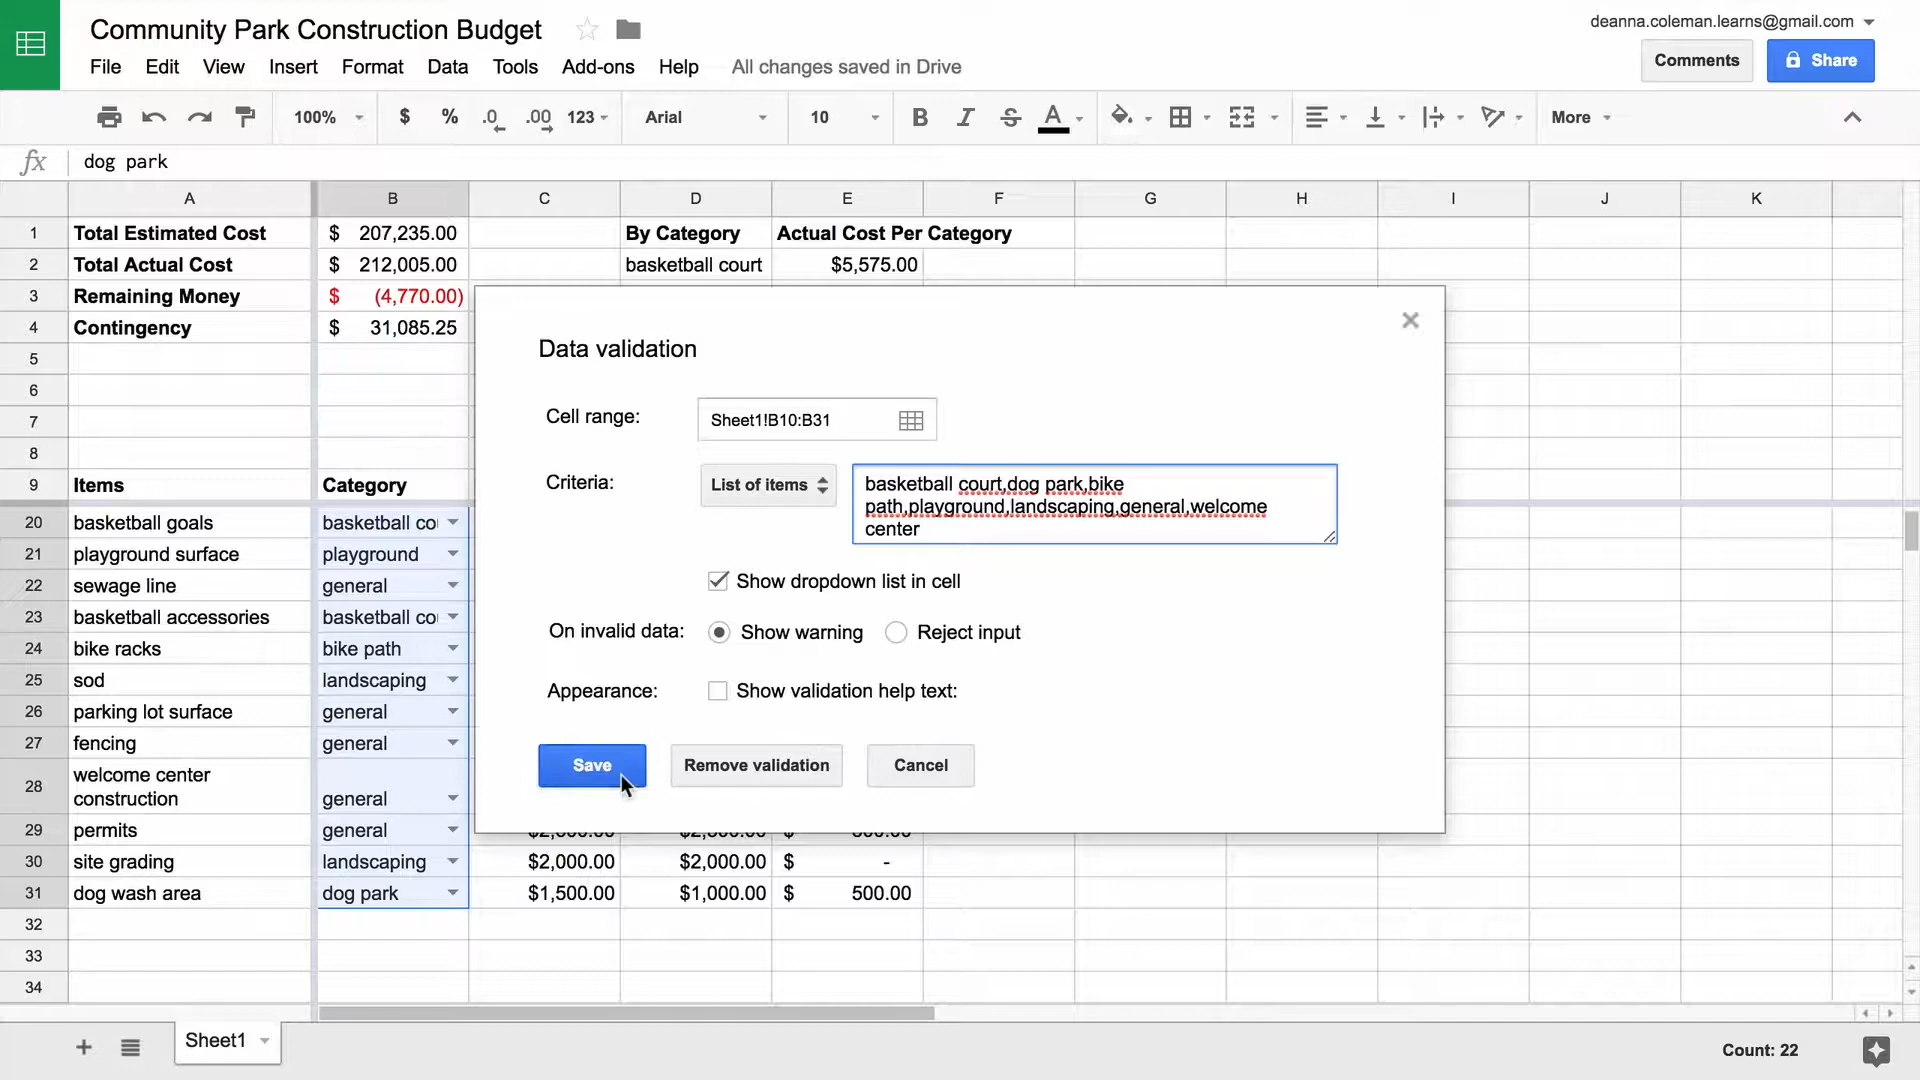 Community Park Construction Budget
deanna.coleman.learns@gmail.com
File Edit View Insert Format Data Tools Add-ons Help All changes saved in Drive
Comments Share
100% $ % .0 .00 123 Arial 10 B I S A More
fx dog park
A B C D E F G H I J K
1 Total Estimated Cost $ 207,235.00 By Category Actual Cost Per Category
2 Total Actual Cost $ 212,005.00 basketball court $5,575.00
3 Remaining Money $ (4,770.00)
4 Contingency $ 31,085.25
5
6
7
8
9 Items Category
20 basketball goals basketball co
21 playground surface playground
22 sewage line general
23 basketball accessories basketball co
24 bike racks bike path
25 sod landscaping
26 parking lot surface general
27 fencing general
28 welcome center
construction general
29 permits general
30 site grading landscaping $2,000.00 $2,000.00 $ -
31 dog wash area dog park $1,500.00 $1,000.00 $ 500.00
32
33
34
Data validation
Cell range: Sheet1!B10:B31
Criteria: List of items basketball court,dog park,bike
path,playground,landscaping,general,welcome
center
Show dropdown list in cell
On invalid data: Show warning Reject input
Appearance: Show validation help text:
Save Remove validation Cancel
Sheet1 Count: 22